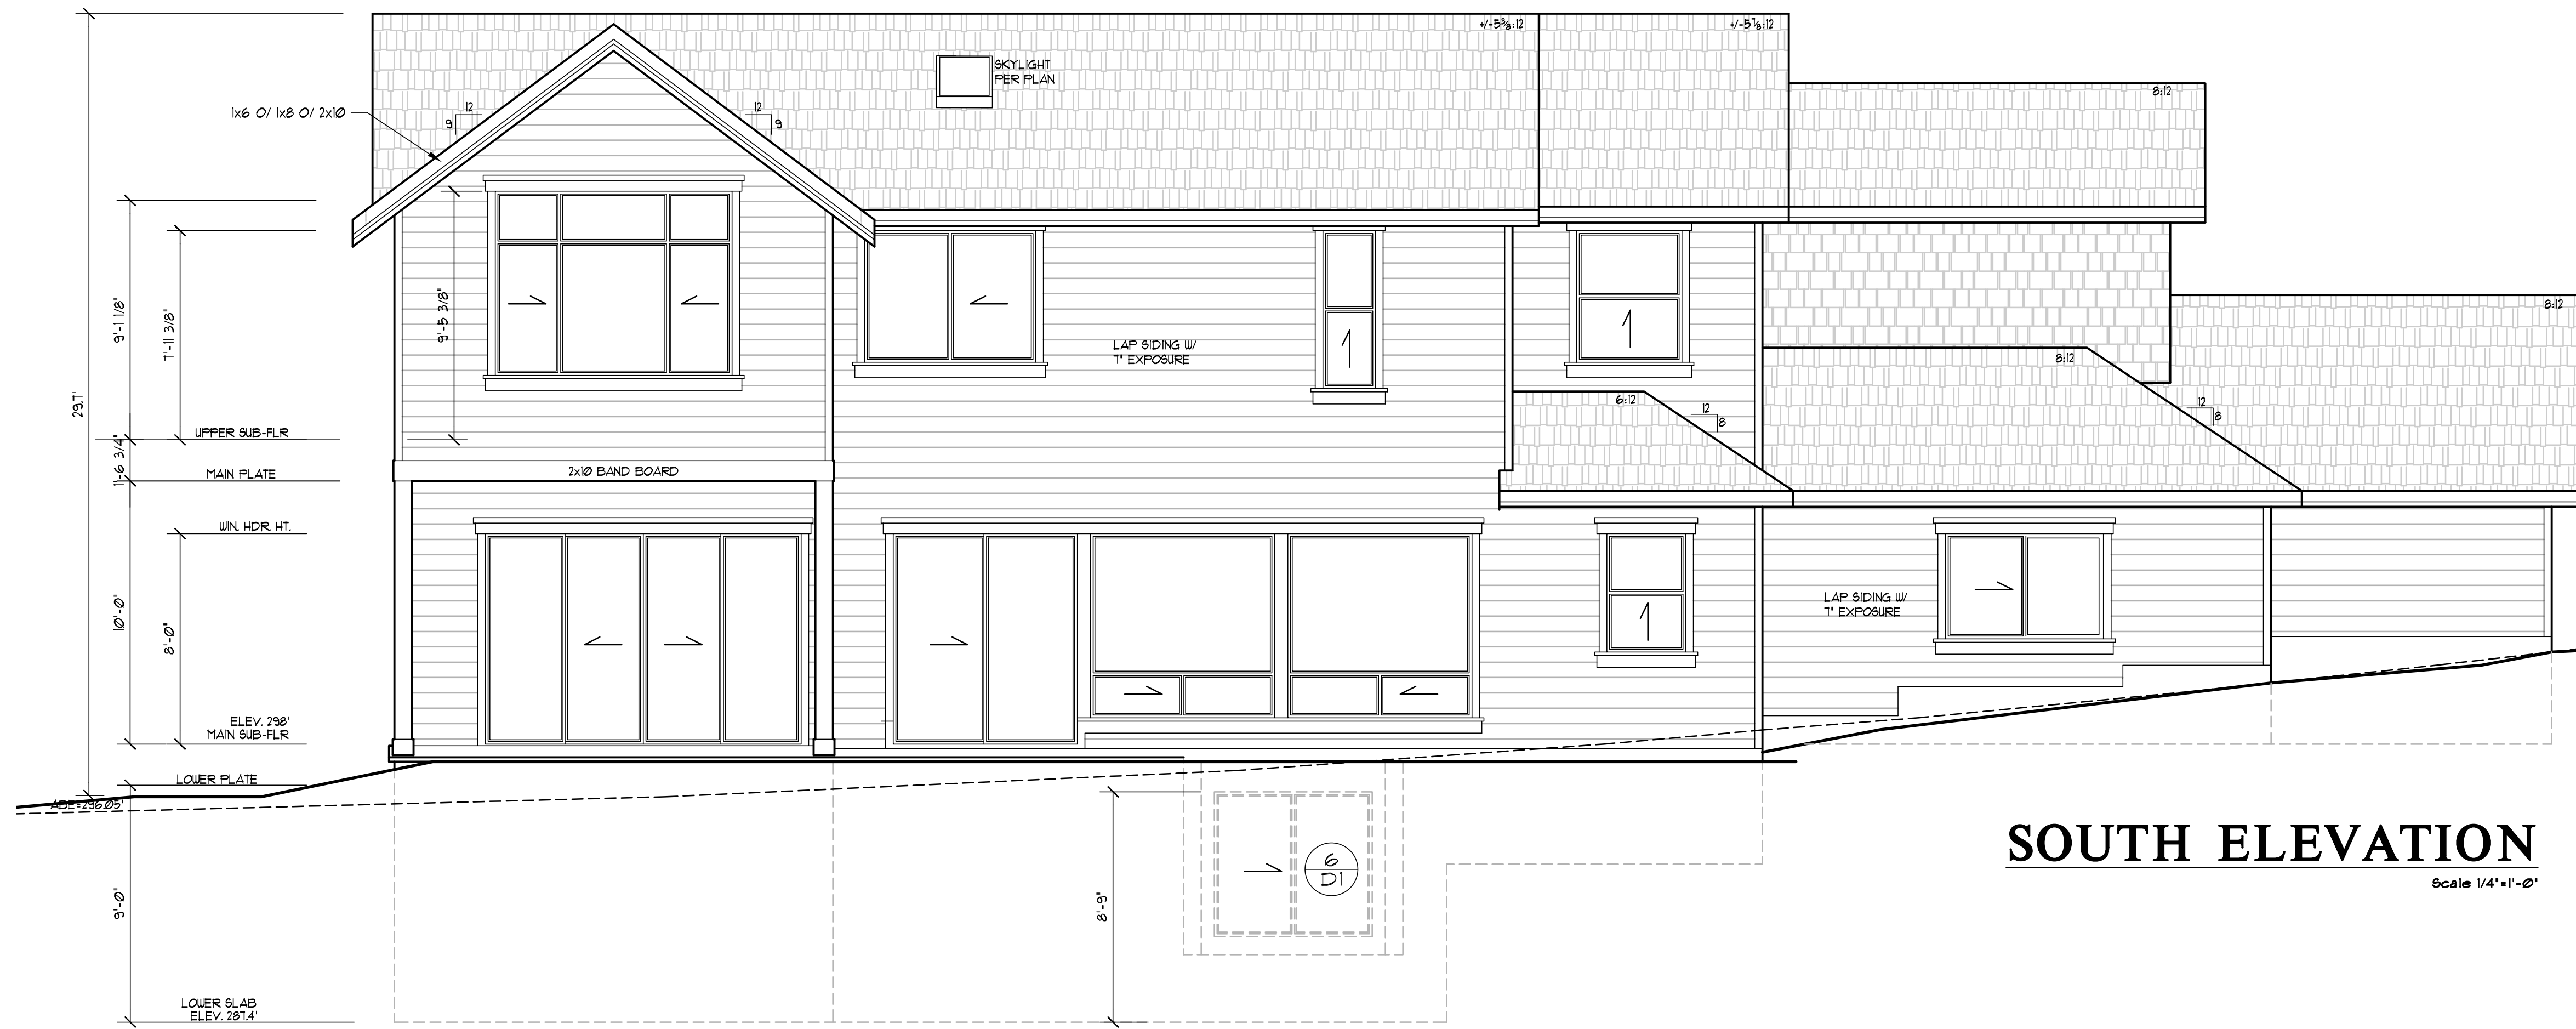 +/-5⅜:12
+/-5⅞:12
SKYLIGHT
PER PLAN
8:12
1x6 O/ 1x8 O/ 2x10
12
9
12
9
9'-1 1/8"
7'-11 3/8"
9'-5 3/8"
29.7'
8:12
LAP SIDING W/
7" EXPOSURE
8:12
6:12
12
8
12
8
UPPER SUB-FLR
1'-6 3/4"
MAIN PLATE
2x10 BAND BOARD
WIN. HDR. HT.
10'-0"
8'-0"
LAP SIDING W/
7" EXPOSURE
ELEV. 298'
MAIN SUB-FLR
LOWER PLATE
ABE=296.05'
9'-0"
8'-9"
6
D1
SOUTH ELEVATION
Scale 1/4"=1'-0"
LOWER SLAB
ELEV. 287.4'